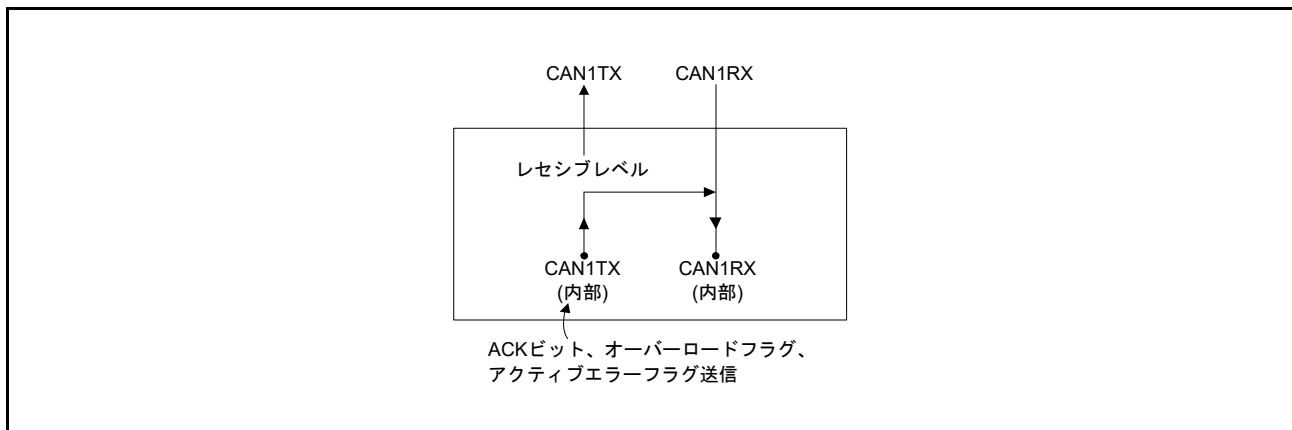 CAN1TX
CAN1RX
レセシブレベル
CAN1TX
(内部)
CAN1RX
(内部)
ACKビット、オーバーロードフラグ、
アクティブエラーフラグ送信